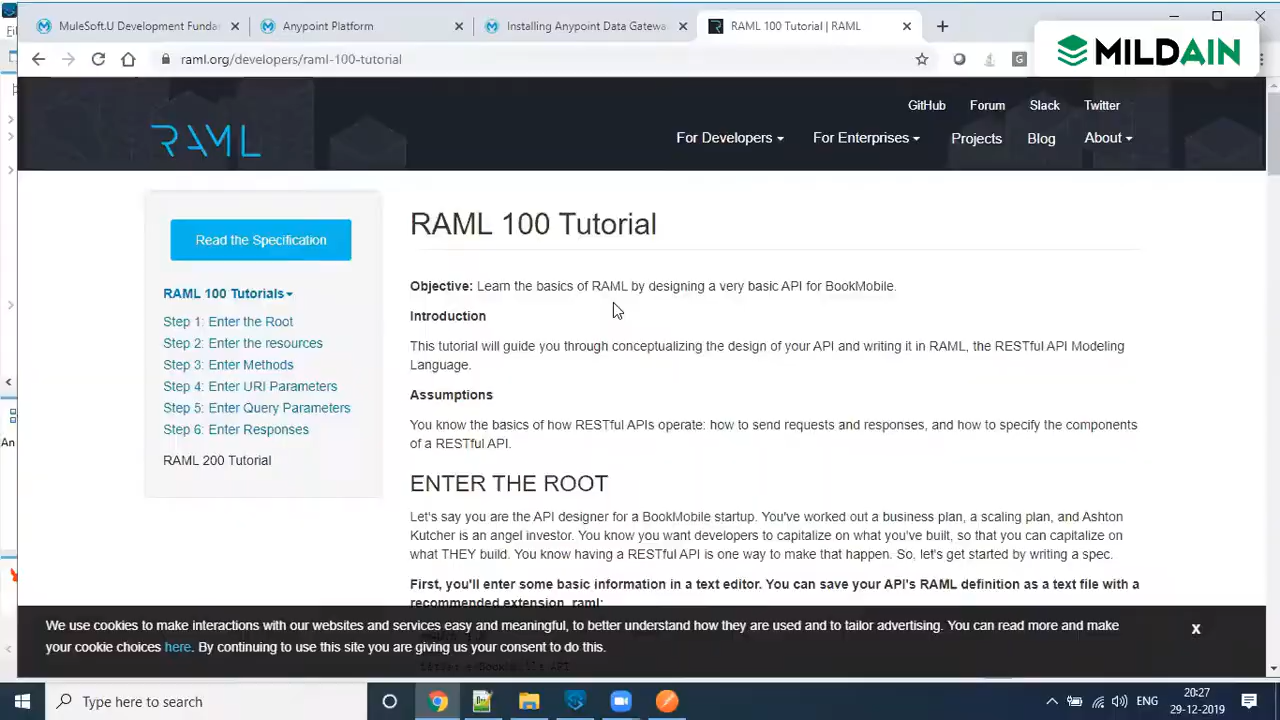 MuleSoft.U Development Funda
Anypoint Platform
Installing Anypoint Data Gatewa
RAML 100 Tutorial | RAML
MILDAIN
raml.org/developers/raml-100-tutorial
GitHub Forum Slack Twitter
RAML
For Developers For Enterprises Projects Blog About
Read the Specification
RAML 100 Tutorials
Step 1: Enter the Root
Step 2: Enter the resources
Step 3: Enter Methods
Step 4: Enter URI Parameters
Step 5: Enter Query Parameters
Step 6: Enter Responses
RAML 200 Tutorial
RAML 100 Tutorial
Objective: Learn the basics of RAML by designing a very basic API for BookMobile.
Introduction
This tutorial will guide you through conceptualizing the design of your API and writing it in RAML, the RESTful API Modeling
Language.
Assumptions
You know the basics of how RESTful APIs operate: how to send requests and responses, and how to specify the components
of a RESTful API.
ENTER THE ROOT
Let's say you are the API designer for a BookMobile startup. You've worked out a business plan, a scaling plan, and Ashton
Kutcher is an angel investor. You know you want developers to capitalize on what you've built, so that you can capitalize on
what THEY build. You know having a RESTful API is one way to make that happen. So, let's get started by writing a spec.
First, you'll enter some basic information in a text editor. You can save your API's RAML definition as a text file with a
recommended extension .raml:
We use cookies to make interactions with our websites and services easy and meaningful, to better understand how they are used and to tailor advertising. You can read more and make
your cookie choices here. By continuing to use this site you are giving us your consent to do this.
x
An
Type here to search
ENG
20:27
29-12-2019